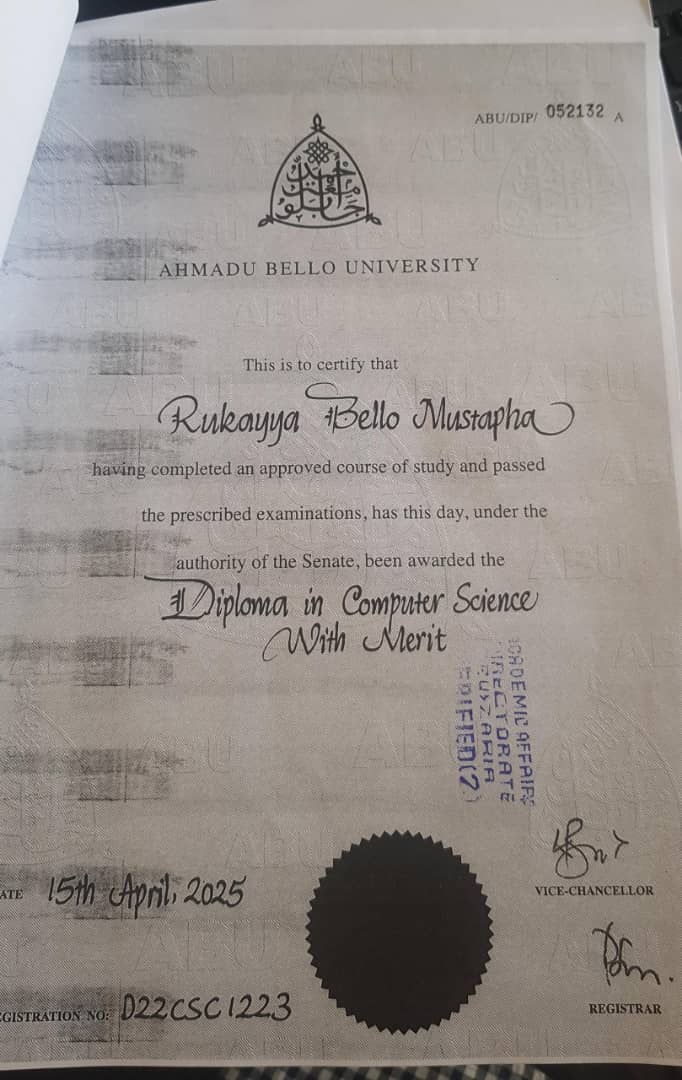 ABU/DIP/ 052132 A
AHMADU BELLO UNIVERSITY
This is to certify that
Rukayya Bello Mustapha
having completed an approved course of study and passed
the prescribed examinations, has this day, under the
authority of the Senate, been awarded the
Diploma in Computer Science
With Merit
VICE-CHANCELLOR
ATE 15th April, 2025
REGISTRAR
GISTRATION NO: D22CSC1223
ABU